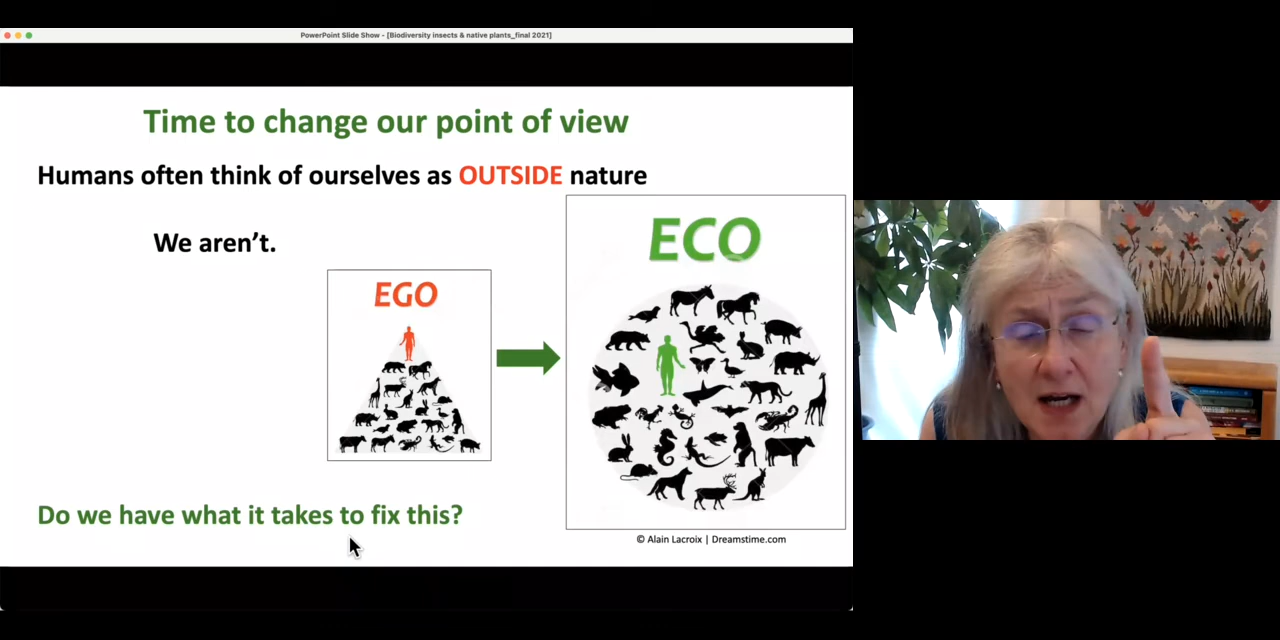 PowerPoint Slide Show - [Biodiversity insects & native plants_final 2021]
Time to change our point of view
Humans often think of ourselves as OUTSIDE nature
We aren't.
EGO
ECO
Do we have what it takes to fix this?
© Alain Lacroix | Dreamstime.com